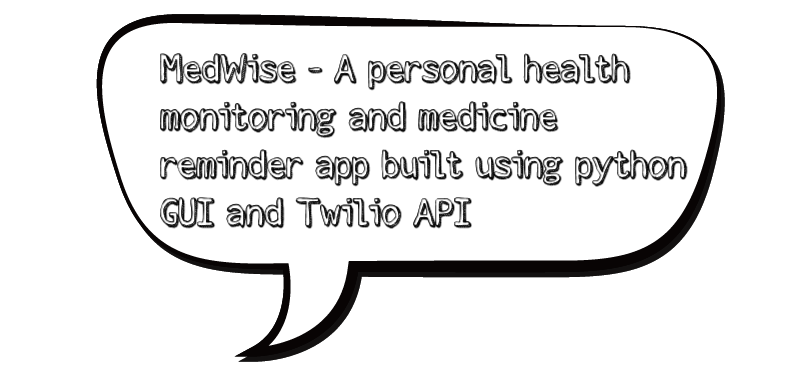 MedWise - A personal health
monitoring and medicine
reminder app built using python
GUI and Twilio API